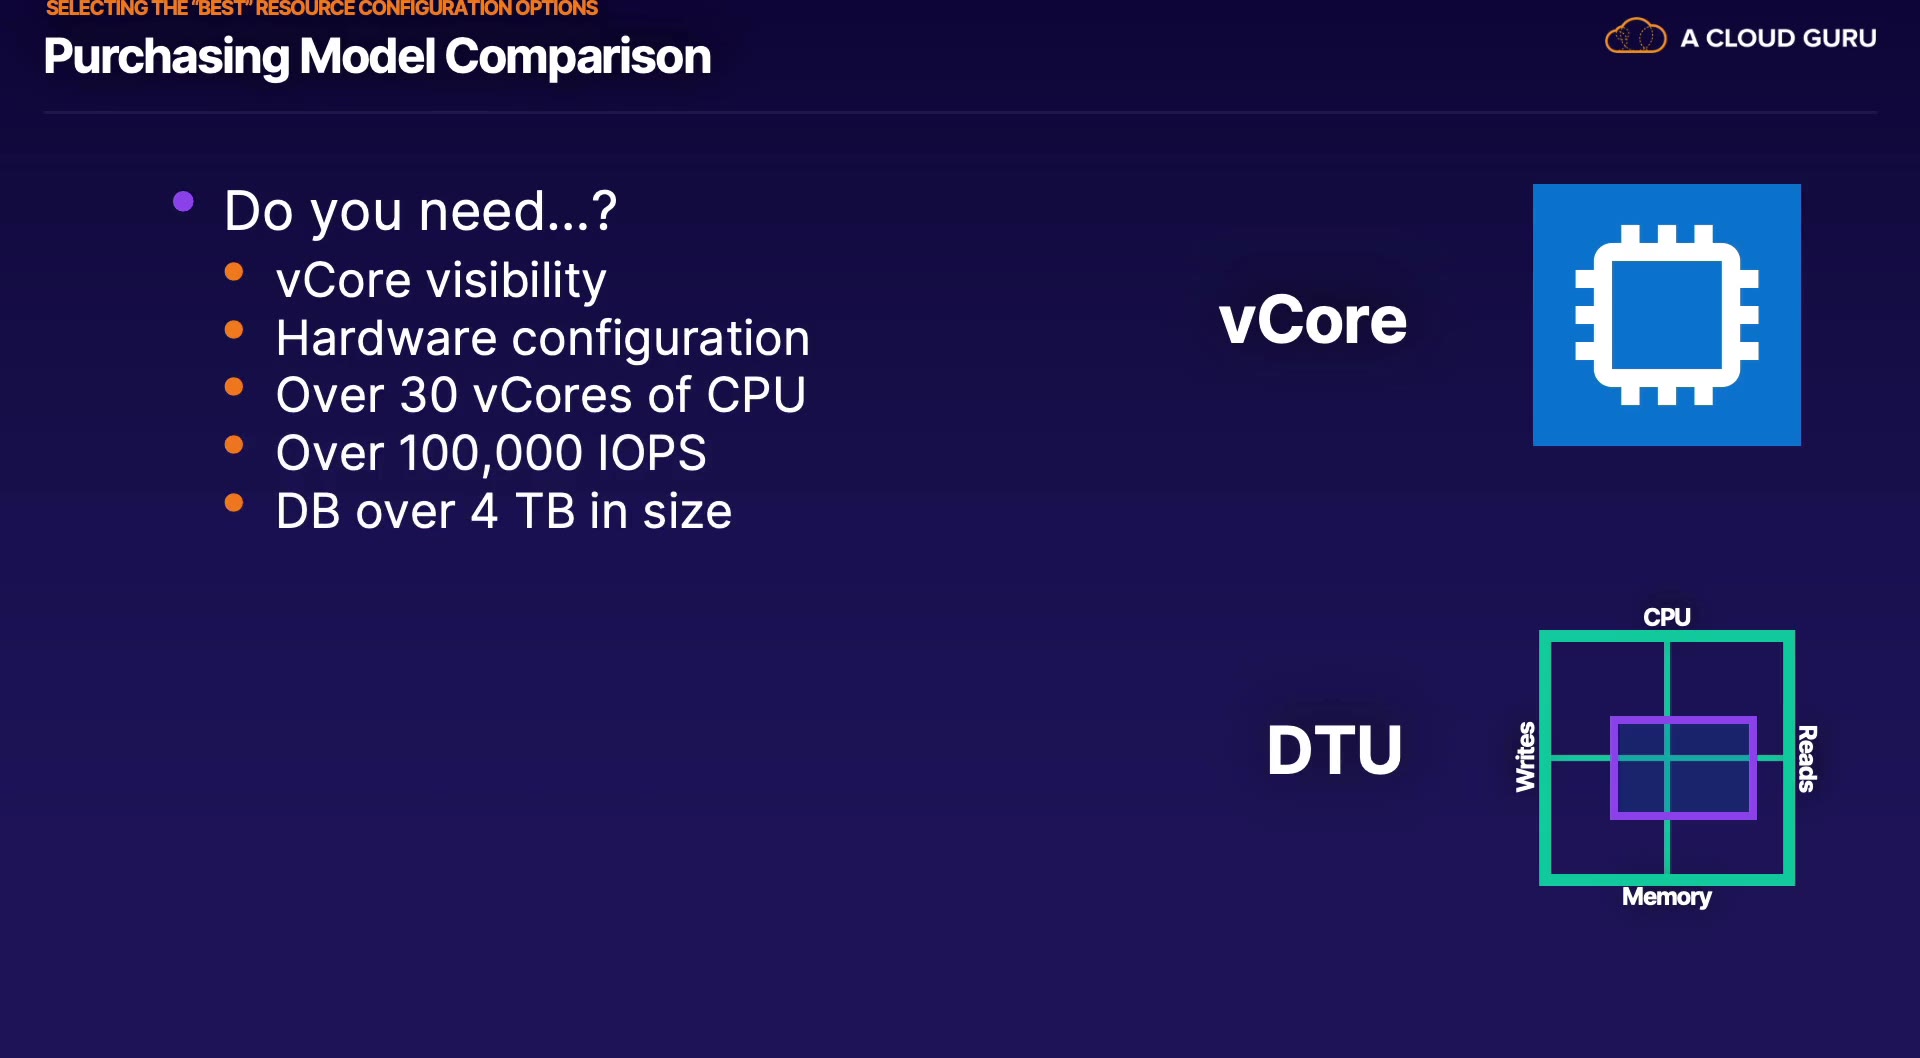 SELECTING THE “BEST” RESOURCE CONFIGURATION OPTIONS
Purchasing Model Comparison
A CLOUD GURU
Do you need...?
vCore visibility
Hardware configuration
Over 30 vCores of CPU
Over 100,000 IOPS
DB over 4 TB in size
vCore
DTU
CPU
Writes
Reads
Memory